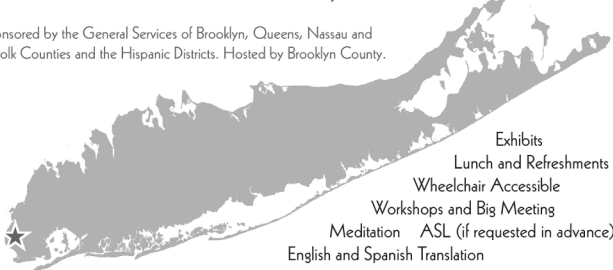 by the General Services of Brooklyn, Queens, Nassau and
Counties and the Hispanic Districts. Hosted by Brooklyn County.
Exhibits
Lunch and Refreshments
Wheelchair Accessible
Workshops and Big Meeting
Meditation ASL (if requested in advance)
English and Spanish Translation